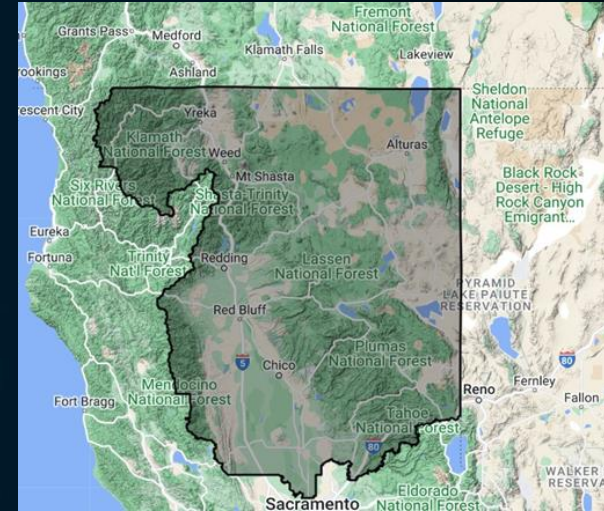 Fremont
National Forest
Grants Pass
Medford
Klamath Falls
Lakeview
Ashland
rookings
Sheldon
National
Antelope
Refuge
rescent City
Yreka
Klamath
National Forest
Weed
Alturas
Mt Shasta
Black Rock
Desert - High
Rock Canyon
Emigrant...
Six Rivers
National Forest
Shasta-Trinity
National Forest
Eureka
Fortuna
Trinity
Nat'l Forest
Redding
Lassen
National Forest
PYRAMID
LAKE PAIUTE
RESERVATION
Red Bluff
Plumas
National Forest
5
Chico
80
Mendocino
National Forest
Reno
Fernley
Fallon
Fort Bragg
Tahoe
National Forest
80
WALKER
RESERVATION
Eldorado
National Forest
Sacramento